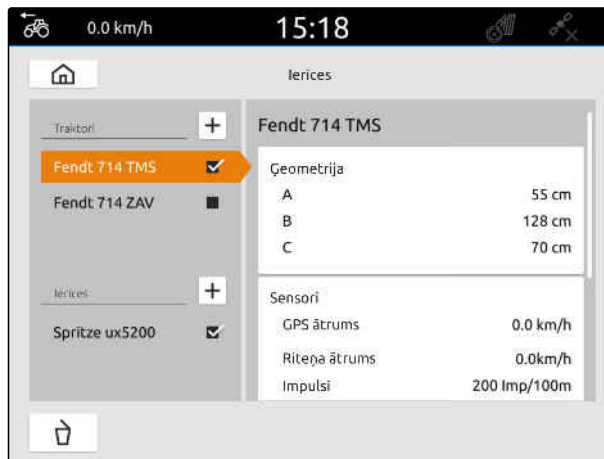 0.0 km/h
15:18
Ierīces
Traktori
Fendt 714 TMS
Fendt 714 ZAV
Ierīces
Spritze ux5200
Fendt 714 TMS
Ģeometrija
A 55 cm
B 128 cm
C 70 cm
Sensori
GPS ātrums 0.0 km/h
Riteņa ātrums 0.0km/h
Impulsi 200 Imp/100m